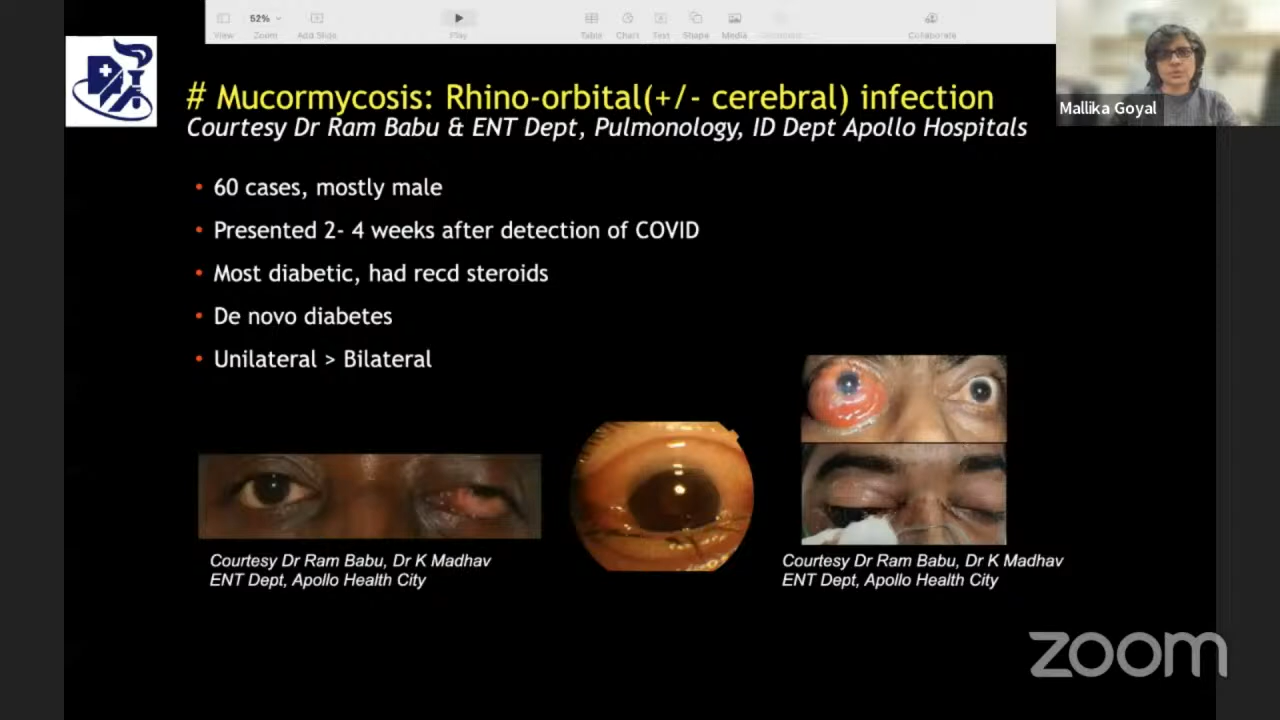 52%
View
Zoom
Add Slide
Play
Table
Chart
Text
Shape
Media
Collaborate
Mallika Goyal
# Mucormycosis: Rhino-orbital(+/- cerebral) infection
Courtesy Dr Ram Babu & ENT Dept, Pulmonology, ID Dept Apollo Hospitals
• 60 cases, mostly male
• Presented 2- 4 weeks after detection of COVID
• Most diabetic, had recd steroids
• De novo diabetes
• Unilateral > Bilateral
Courtesy Dr Ram Babu, Dr K Madhav
ENT Dept, Apollo Health City
Courtesy Dr Ram Babu, Dr K Madhav
ENT Dept, Apollo Health City
zoom